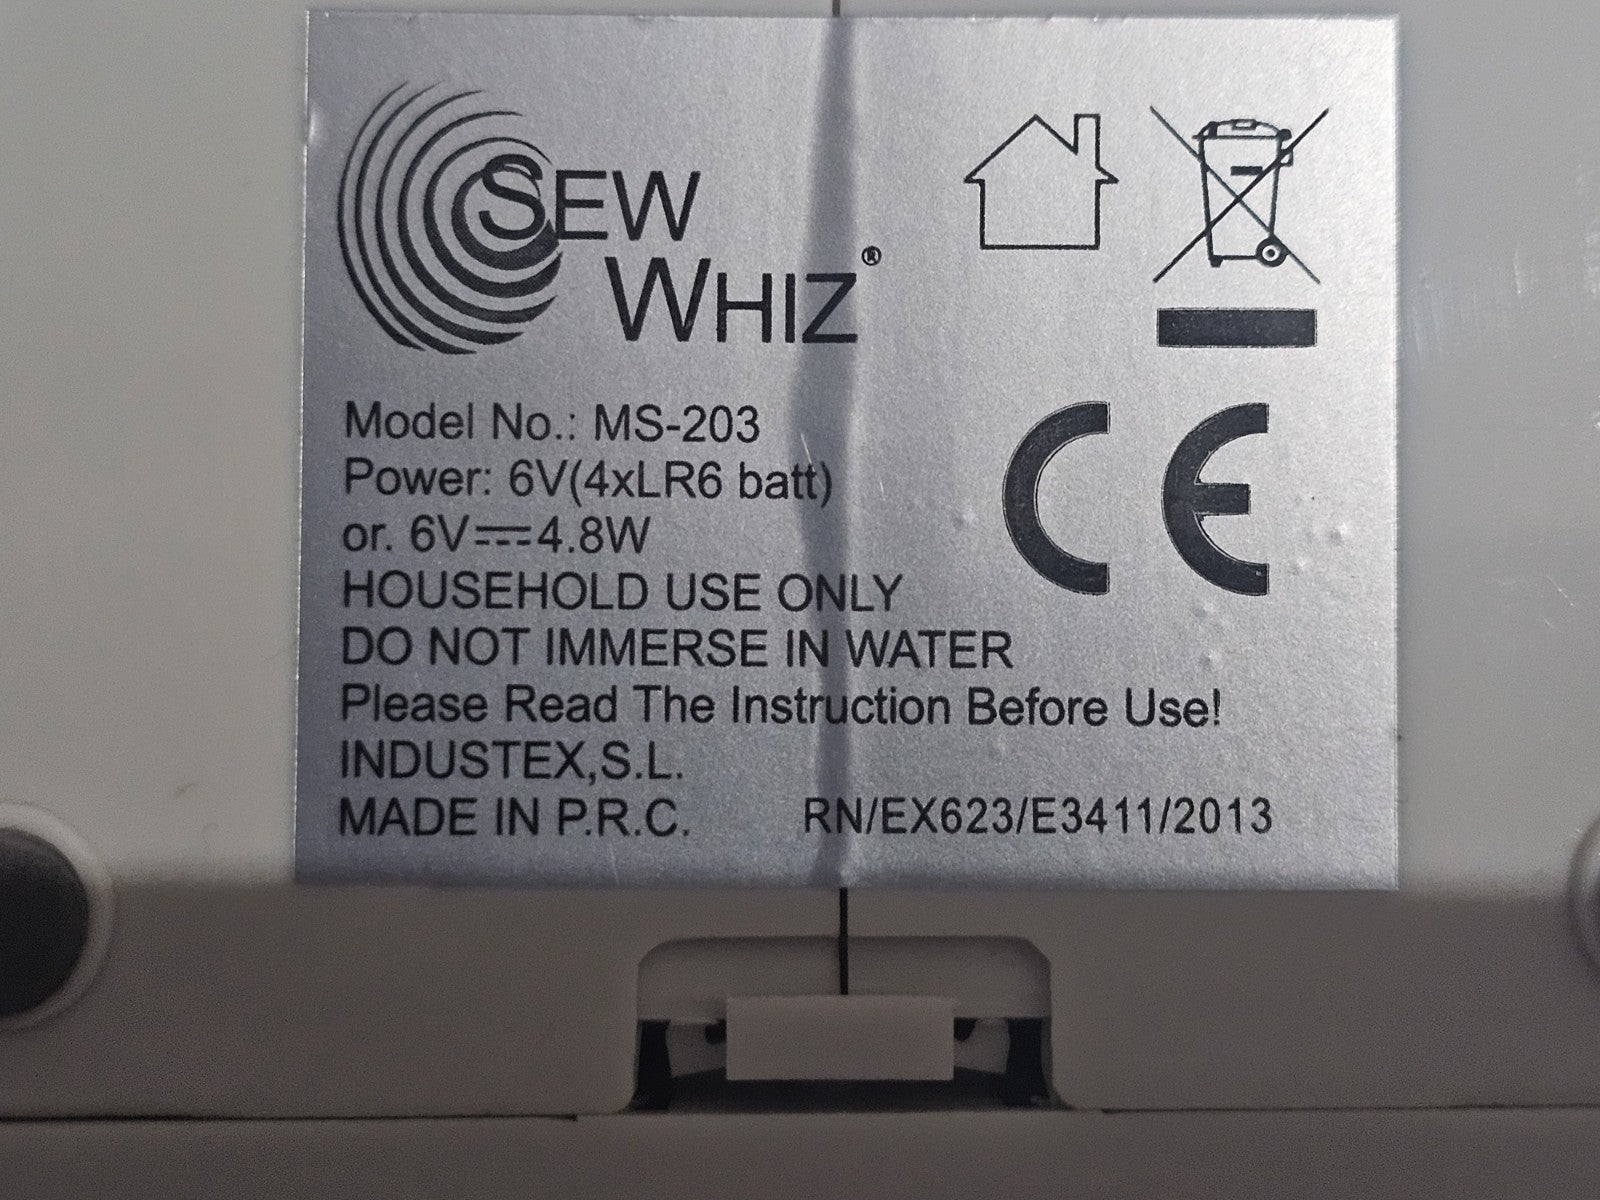 SEW
WHIZ®
Model No.: MS-203
Power: 6V(4xLR6 batt)
or. 6V⎓4.8W
HOUSEHOLD USE ONLY
DO NOT IMMERSE IN WATER
Please Read The Instruction Before Use!
INDUSTEX,S.L.
MADE IN P.R.C. RN/EX623/E3411/2013
CE